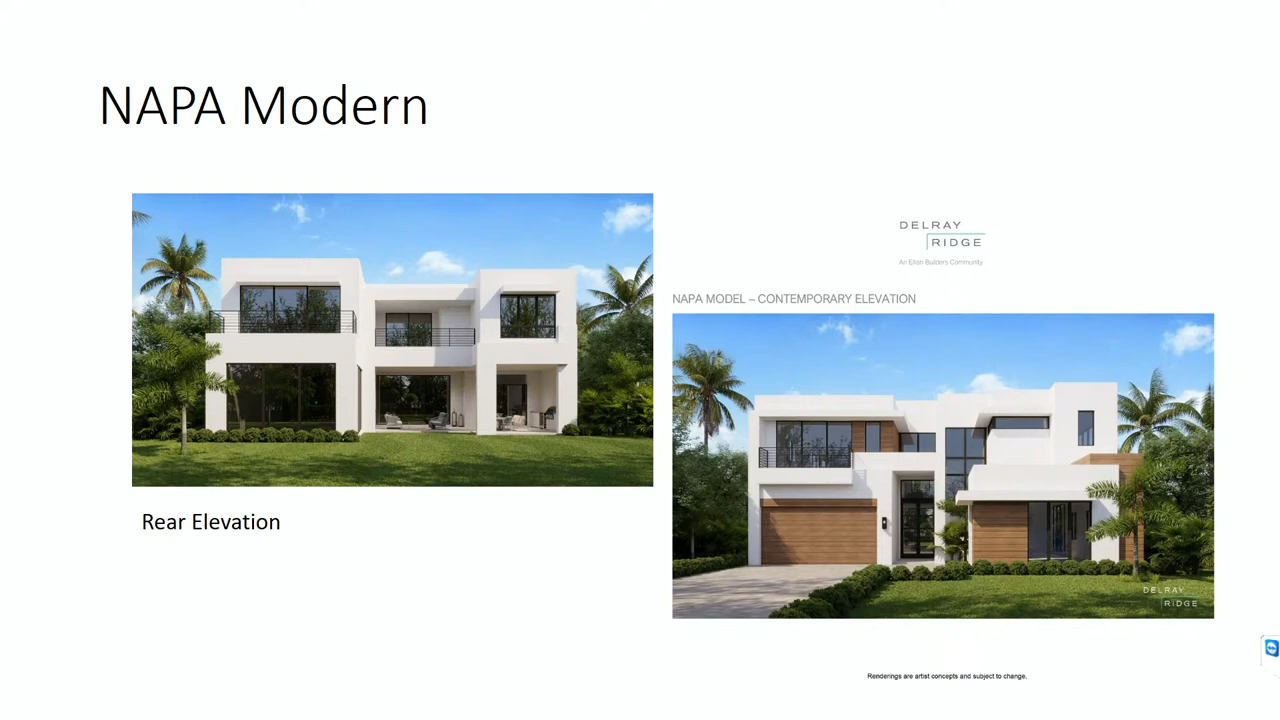 NAPA Modern
DELRAY
RIDGE
An Elish Builders Community
NAPA MODEL – CONTEMPORARY ELEVATION
Rear Elevation
DELRAY
RIDGE
Renderings are artist concepts and subject to change.